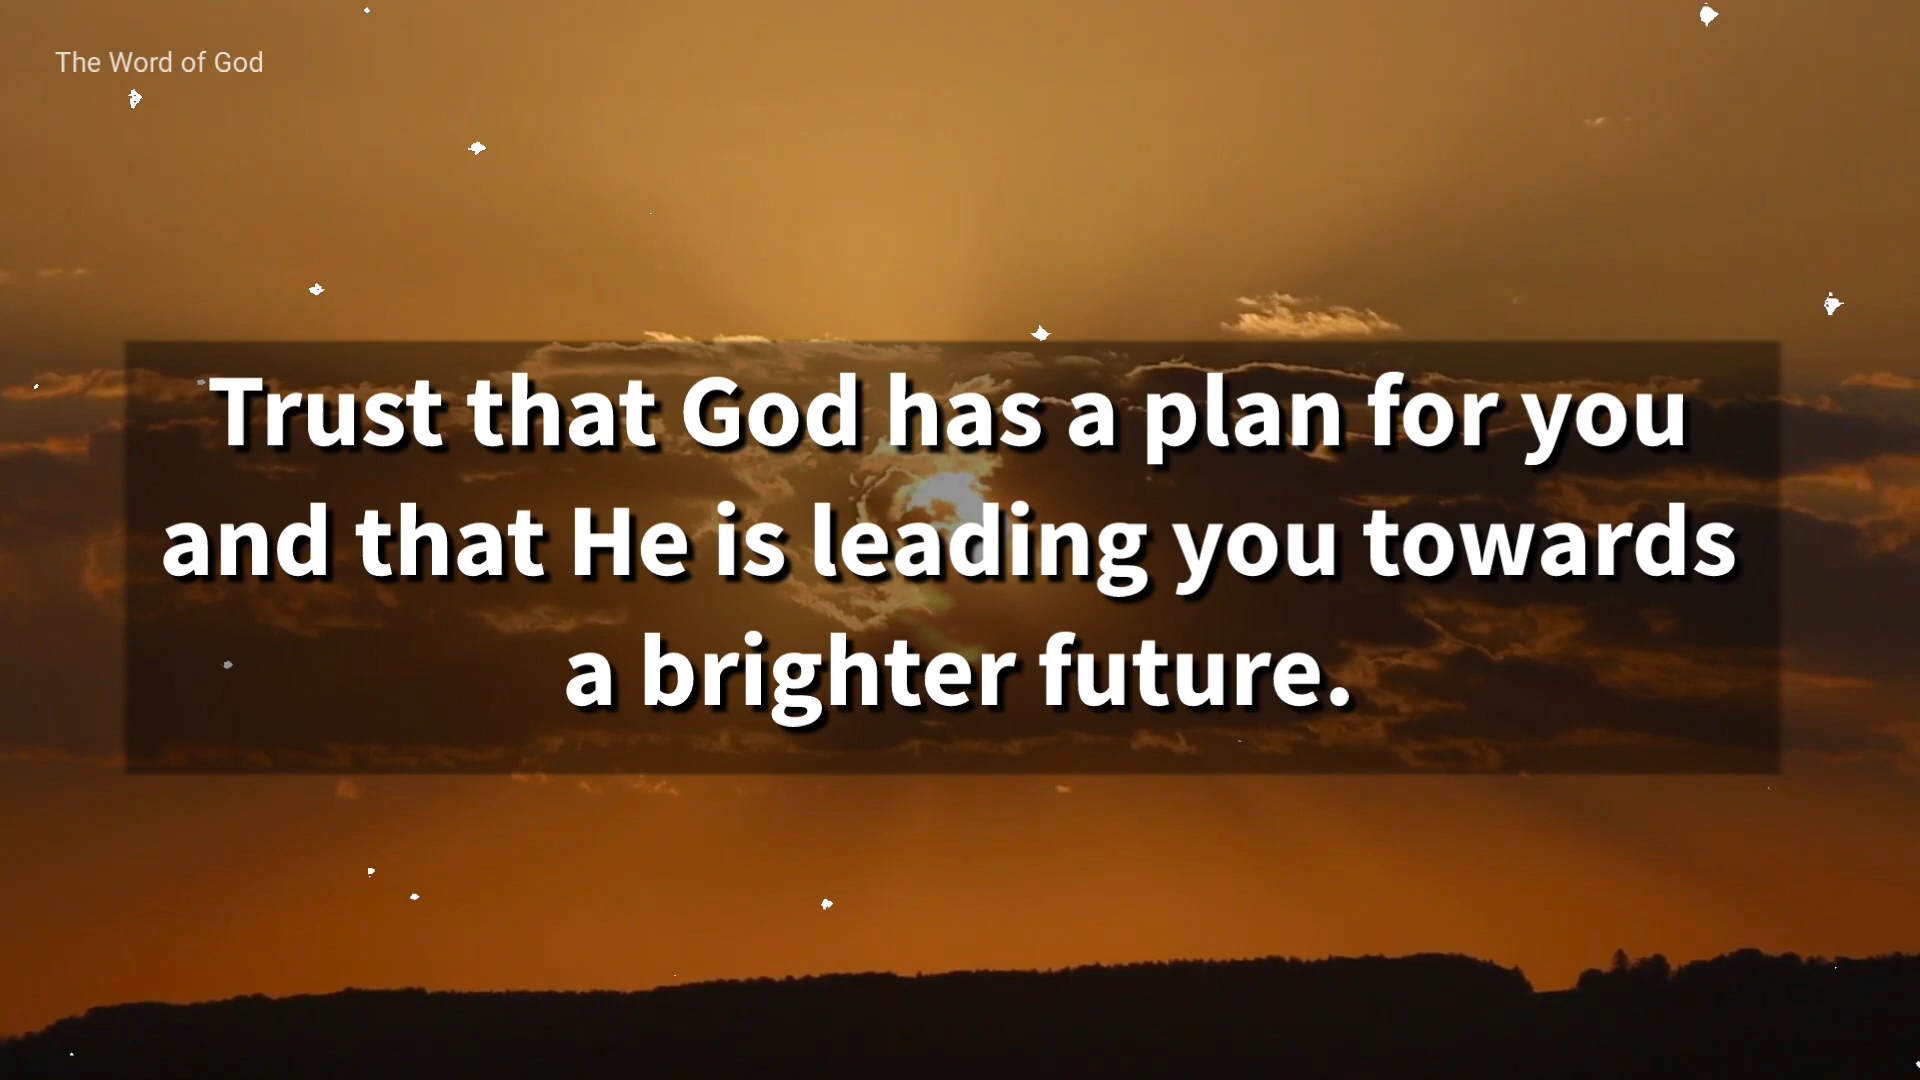 The Word of God
Trust that God has a plan for you
and that He is leading you towards
a brighter future.